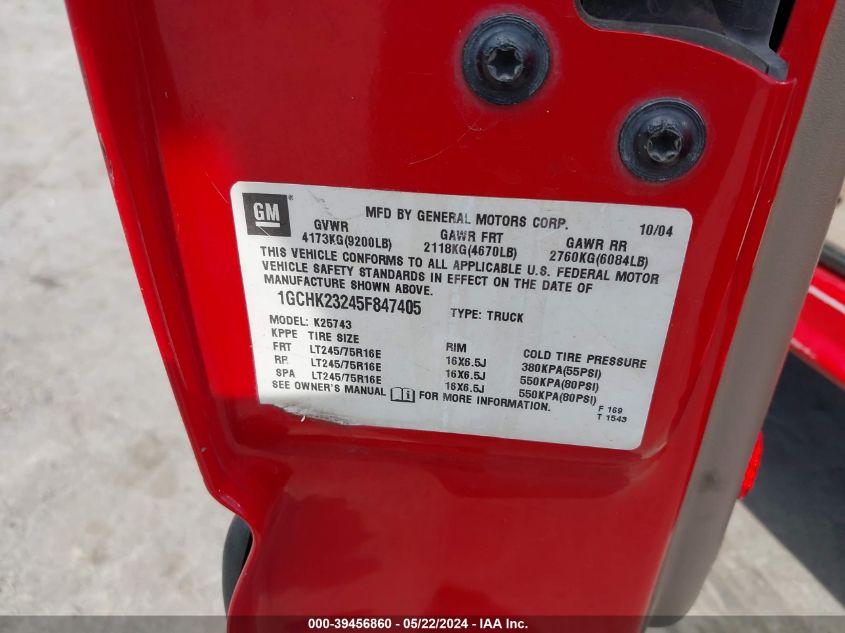 GM
MFD BY GENERAL MOTORS CORP. 10/04
GVWR GAWR FRT GAWR RR
4173KG(9200LB) 2118KG(4670LB) 2760KG(6084LB)
THIS VEHICLE CONFORMS TO ALL APPLICABLE U.S. FEDERAL MOTOR
VEHICLE SAFETY STANDARDS IN EFFECT ON THE DATE OF
MANUFACTURE SHOWN ABOVE.
1GCHK23245F847405 TYPE: TRUCK
MODEL: K25743
KPPE TIRE SIZE RIM COLD TIRE PRESSURE
FRT LT245/75R16E 16X6.5J 380KPA(55PSI)
RR LT245/75R16E 16X6.5J 550KPA(80PSI)
SPA LT245/75R16E 16X6.5J 550KPA(80PSI)
SEE OWNER'S MANUAL FOR MORE INFORMATION.
F 169
T 1543
000-39456860 - 05/22/2024 - IAA Inc.